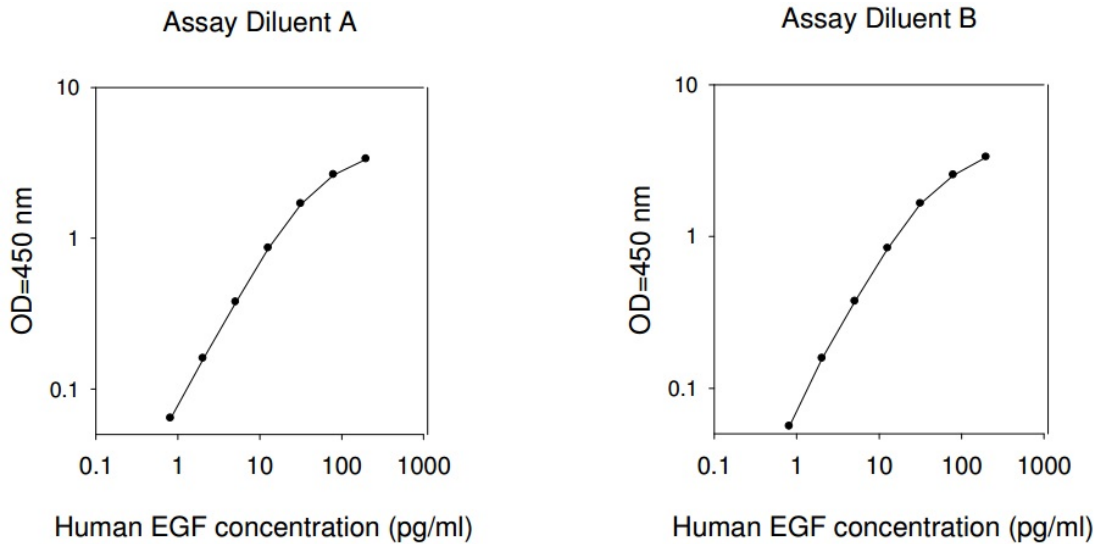 Assay Diluent A
10
1
0.1
OD=450 nm
0.1 1 10 100 1000
Human EGF concentration (pg/ml)
Assay Diluent B
10
1
0.1
OD=450 nm
0.1 1 10 100 1000
Human EGF concentration (pg/ml)